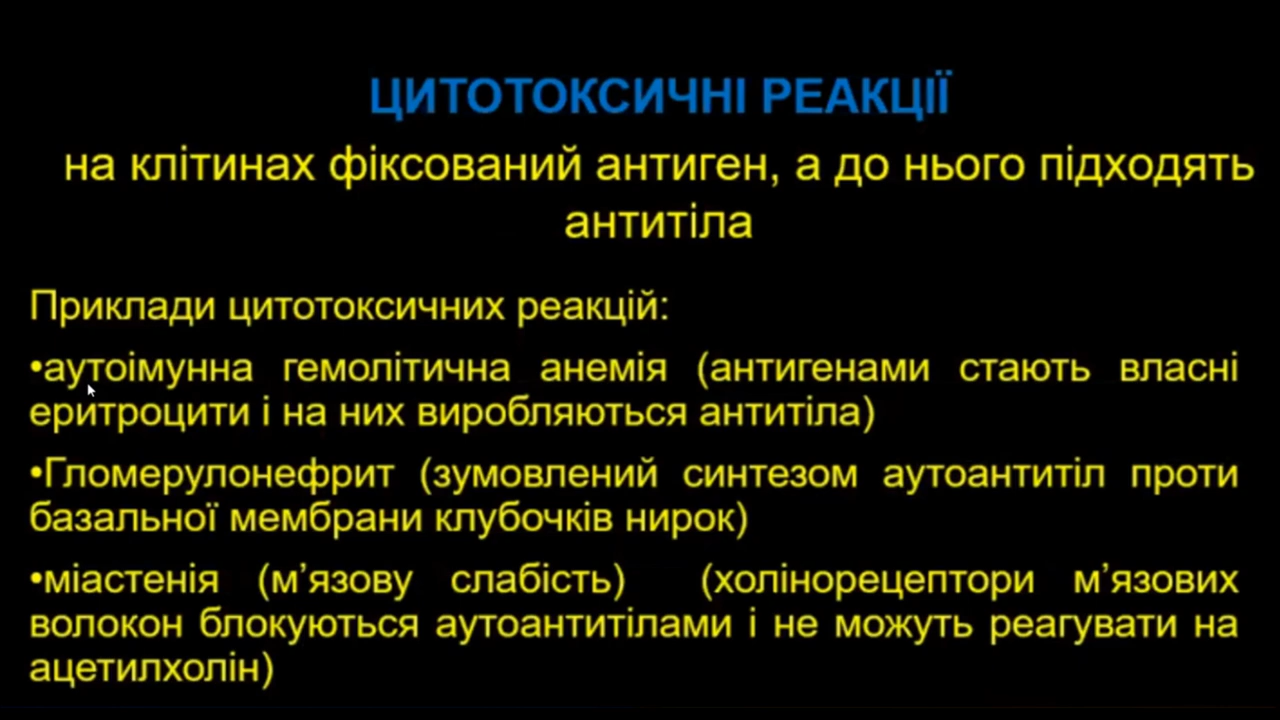 ЦИТОТОКСИЧНІ РЕАКЦІЇ
на клітинах фіксований антиген, а до нього підходять
антитіла
Приклади цитотоксичних реакцій:
•аутоімунна гемолітична анемія (антигенами стають власні
еритроцити і на них виробляються антитіла)
•Гломерулонефрит (зумовлений синтезом аутоантитіл проти
базальної мембрани клубочків нирок)
•міастенія (м’язову слабість) (холінорецептори м’язових
волокон блокуються аутоантитілами і не можуть реагувати на
ацетилхолін)